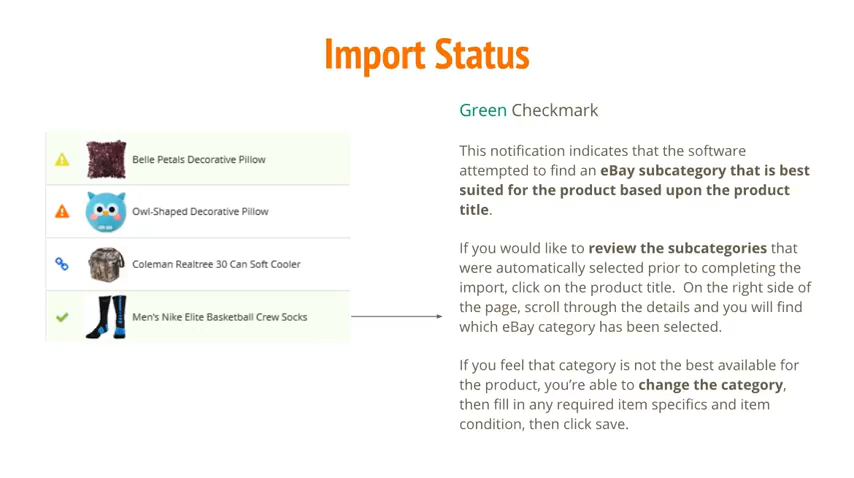 Import Status
Belle Petals Decorative Pillow
Owl-Shaped Decorative Pillow
Coleman Realtree 30 Can Soft Cooler
Men's Nike Elite Basketball Crew Socks
Green Checkmark
This notification indicates that the software
attempted to find an eBay subcategory that is best
suited for the product based upon the product
title.
If you would like to review the subcategories that
were automatically selected prior to completing the
import, click on the product title.  On the right side of
the page, scroll through the details and you will find
which eBay category has been selected.
If you feel that category is not the best available for
the product, you're able to change the category,
then fill in any required item specifics and item
condition, then click save.